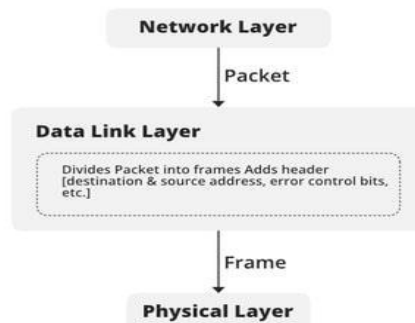 Network Layer
Packet
Data Link Layer
Divides Packet into frames Adds header
[destination & source address, error control bits,
etc.]
Frame
Physical Layer